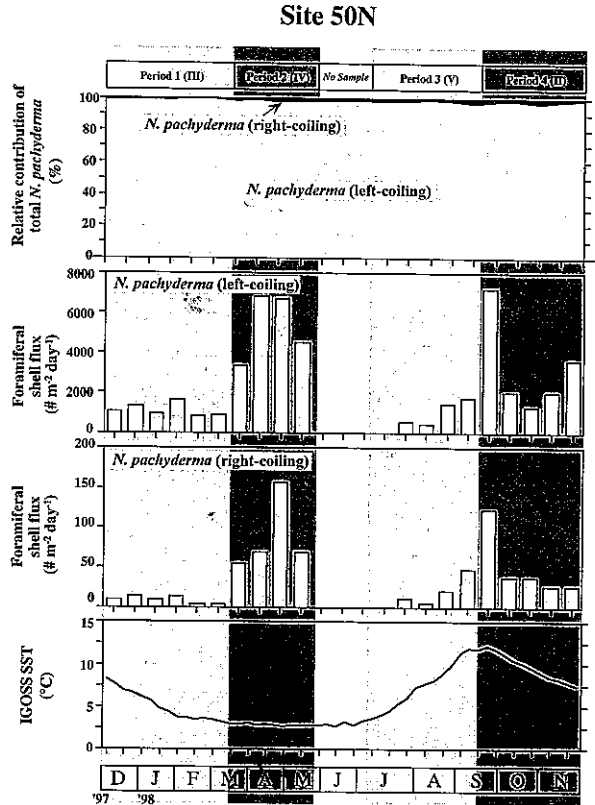 Site 50N
Period 1 (III) Period 2 (IV) No Sample Period 3 (V) Period 4 (II)
Relative contribution of
total N. pachyderma
(%)
100
80
60
40
20
0
N. pachyderma (right-coiling)
N. pachyderma (left-coiling)
Foramiferal
shell flux
(# m-2 day-1)
8000
6000
4000
2000
0
N. pachyderma (left-coiling)
Foramiferal
shell flux
(# m-2 day-1)
200
150
100
50
0
N. pachyderma (right-coiling)
IGOSS SST
(°C)
15
10
5
0
D J F M A M J J A S O N
'97 '98